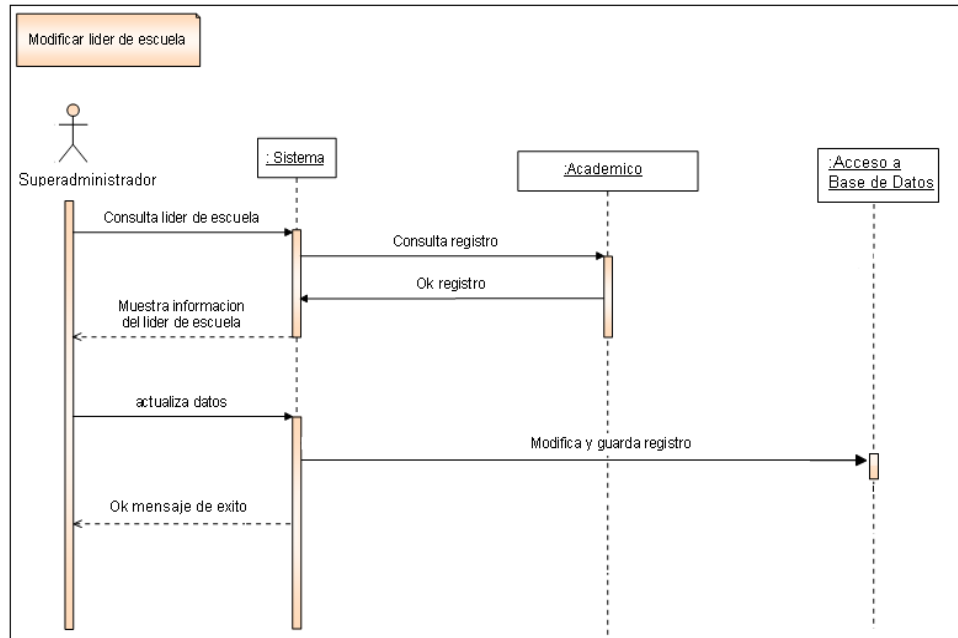 Modificar lider de escuela
Superadministrador
: Sistema
:Academico
:Acceso a
Base de Datos
Consulta lider de escuela
Consulta registro
Ok registro
Muestra informacion
del lider de escuela
actualiza datos
Modifica y guarda registro
Ok mensaje de exito